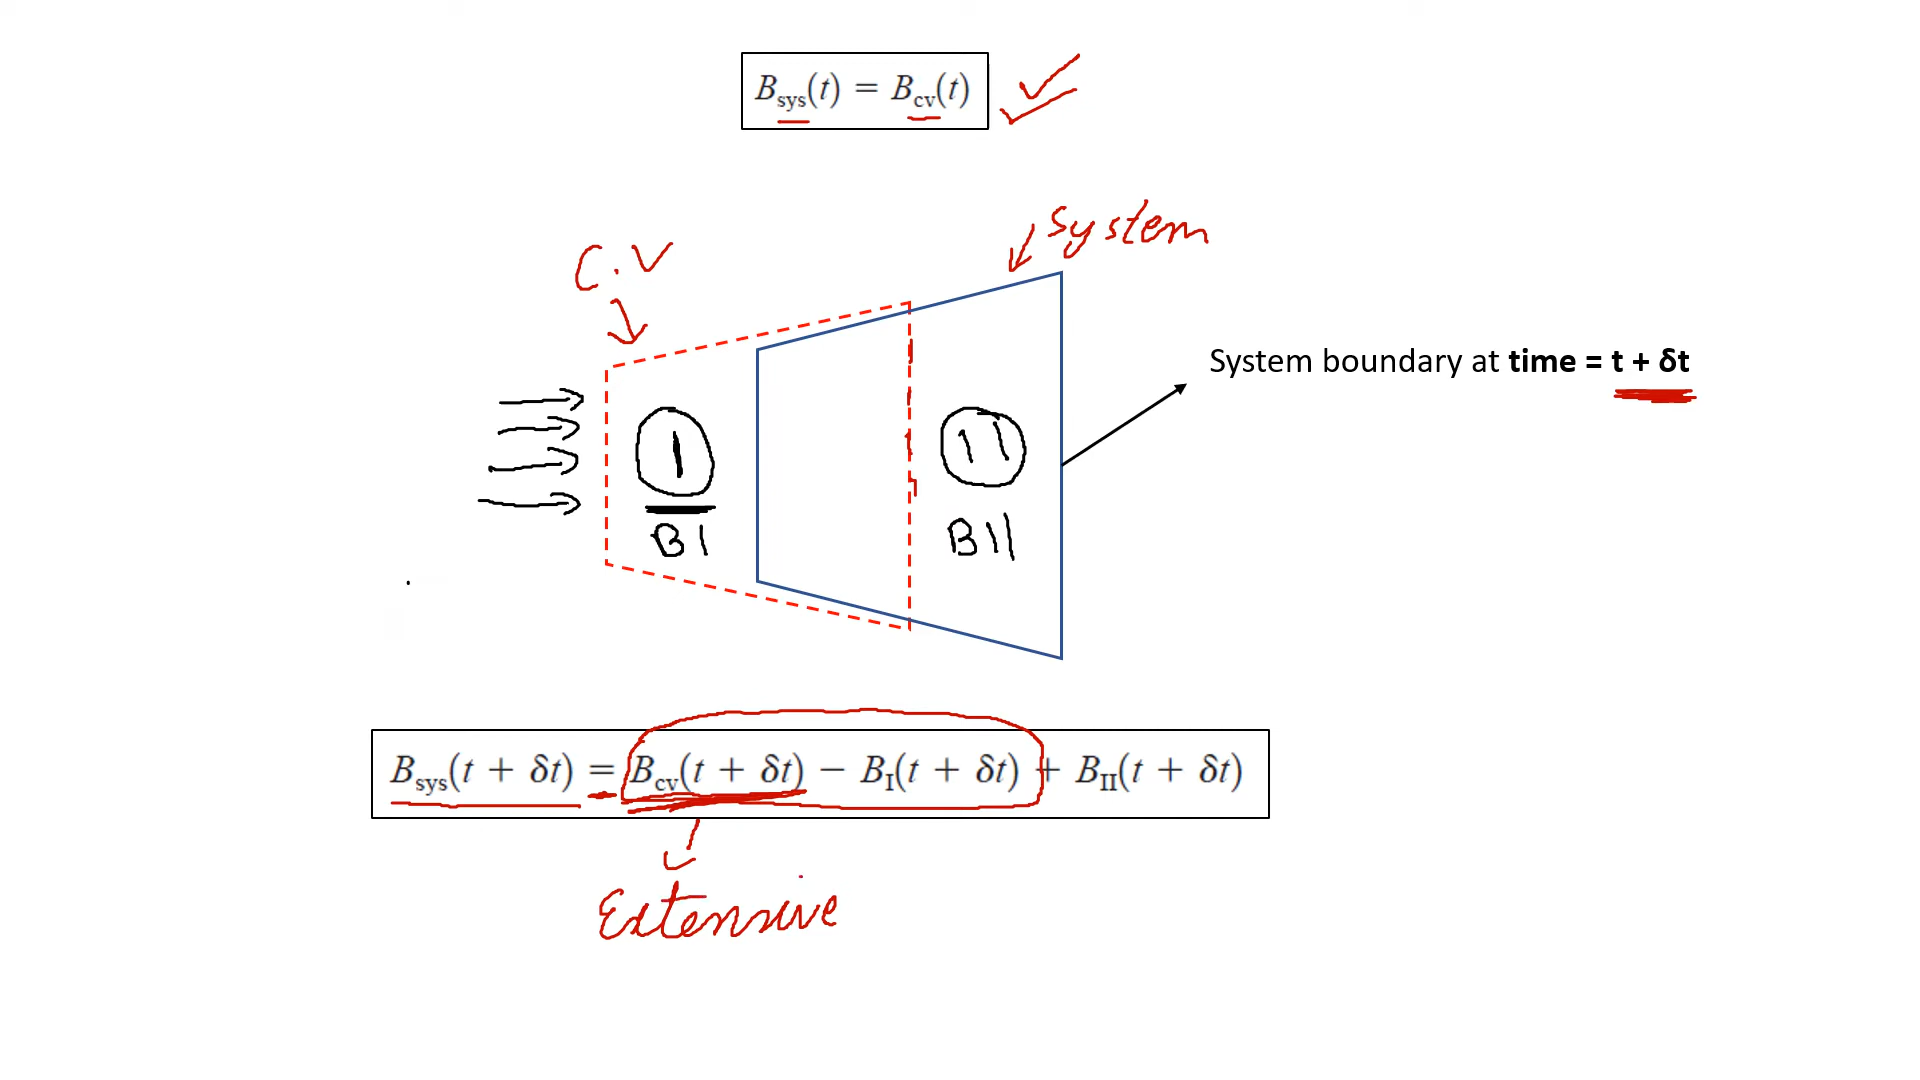 B_sys(t) = B_cv(t)
System
C.V
System boundary at time = t + δt
I
II
BI
BII
B_sys(t + δt) = B_cv(t + δt) − B_I(t + δt) + B_II(t + δt)
Extensive